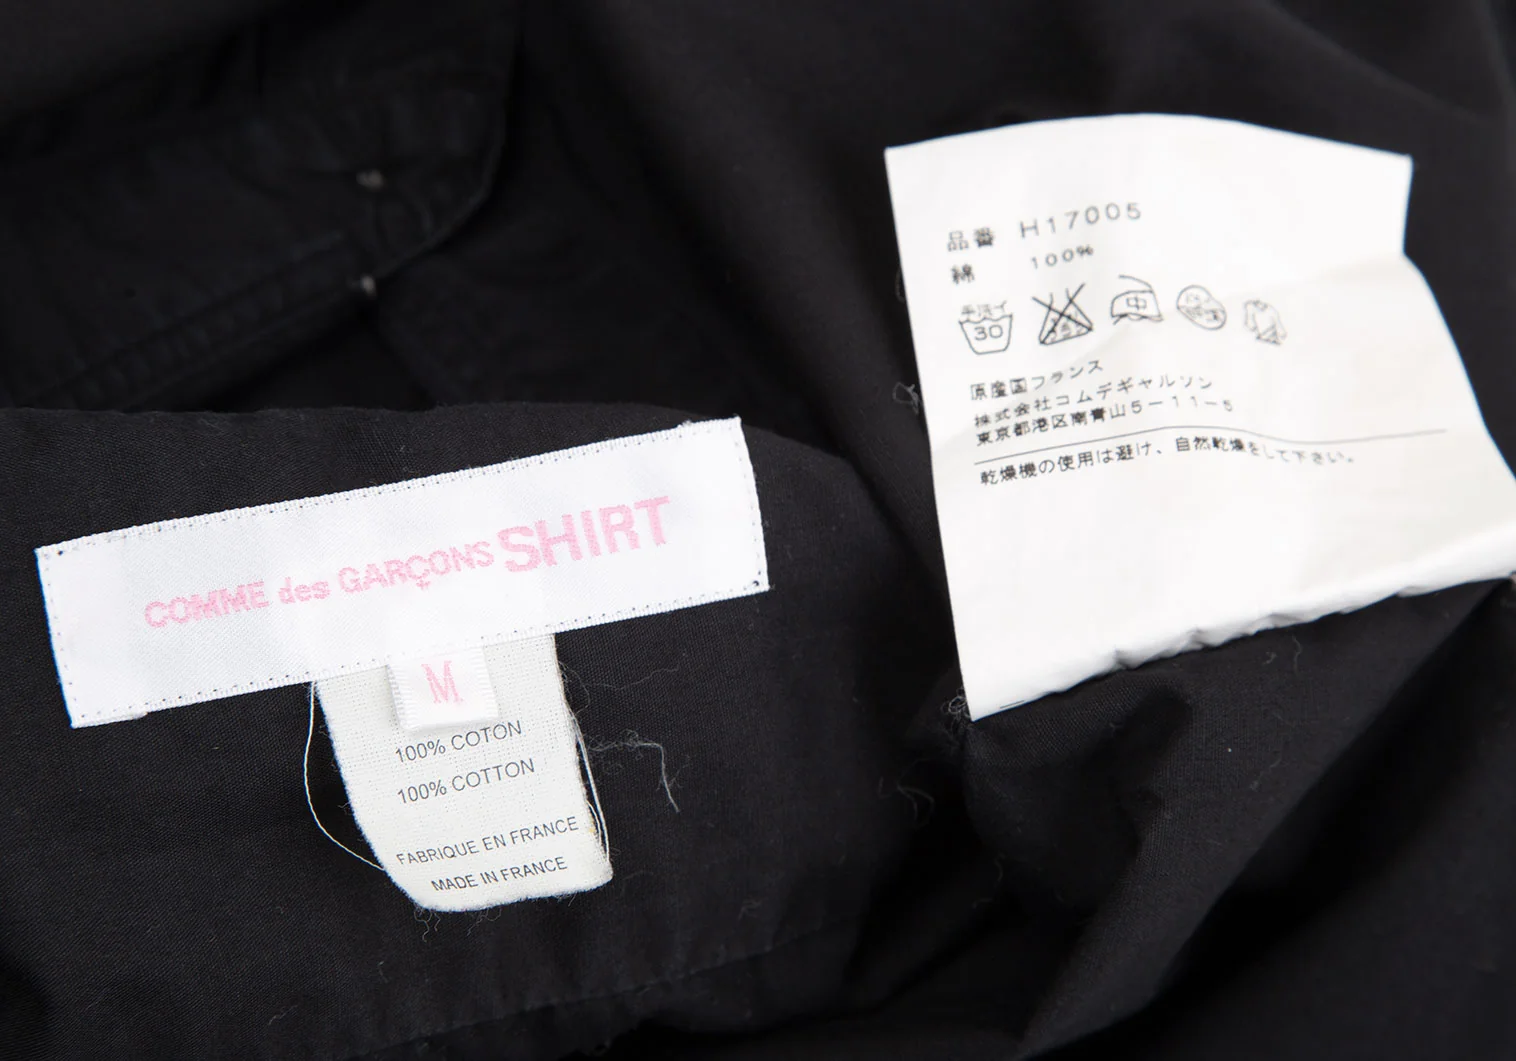 COMME des GARÇONS SHIRT
M
100% COTON
100% COTTON
FABRIQUE EN FRANCE
MADE IN FRANCE
品番 H17005
綿 100%
手洗イ
30
中
原産国フランス
株式会社コムデギャルソン
東京都港区南青山5-11-5
乾燥機の使用は避け、自然乾燥をして下さい。